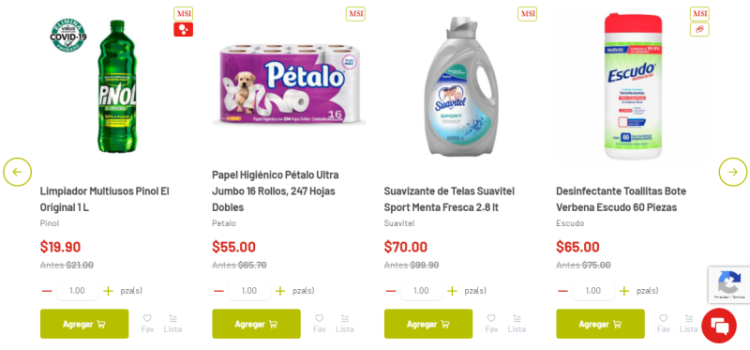 MSI
MSI
MSI
MSI
ELIMINA
COVID-19
PiNOL
Pétalo
16
Suavitel
SPORT
Escudo
60
Limpiador Multiusos Pinol El
Original 1 L
Pinol
$19.90
Antes $21.00
1.00 pza(s)
Agregar
Fav Lista
Papel Higiénico Pétalo Ultra
Jumbo 16 Rollos, 247 Hojas
Dobles
Petalo
$55.00
Antes $65.70
1.00 pza(s)
Agregar
Fav Lista
Suavizante de Telas Suavitel
Sport Menta Fresca 2.8 lt
Suavitel
$70.00
Antes $99.90
1.00 pza(s)
Agregar
Fav Lista
Desinfectante Toallitas Bote
Verbena Escudo 60 Piezas
Escudo
$65.00
Antes $75.00
1.00 pza(s)
Agregar
Fav Lista